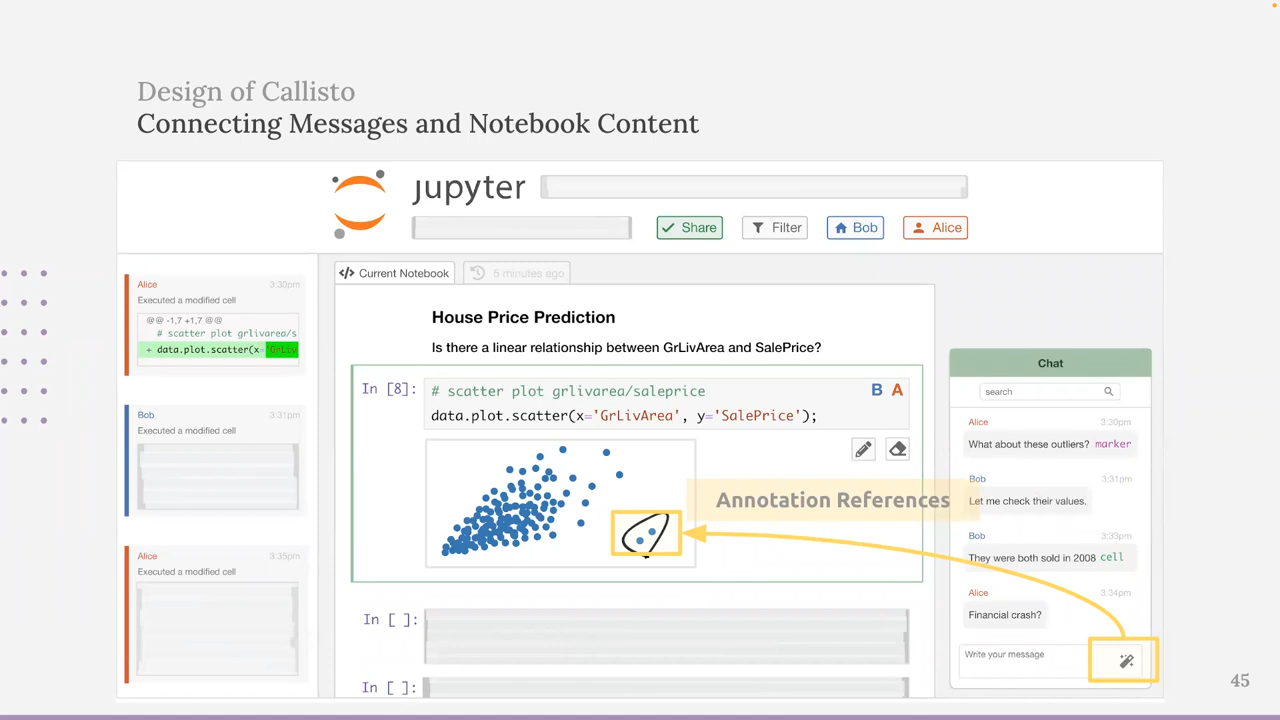 Design of Callisto
Connecting Messages and Notebook Content
jupyter
Share
Filter
Bob
Alice
Current Notebook
5 minutes ago
Alice 3:30pm
Executed a modified cell
@@ -1,7 +1,7 @@
# scatter plot grlivarea/s
+ data.plot.scatter(x='GrLiv
Bob 3:31pm
Executed a modified cell
Alice 3:35pm
Executed a modified cell
House Price Prediction
Is there a linear relationship between GrLivArea and SalePrice?
In [8]:
# scatter plot grlivarea/saleprice
B A
data.plot.scatter(x='GrLivArea', y='SalePrice');
Annotation References
In [ ]:
In [ ]:
Chat
search
Alice 3:30pm
What about these outliers? marker
Bob 3:31pm
Let me check their values.
Bob 3:33pm
They were both sold in 2008 cell
Alice 3:34pm
Financial crash?
Write your message
45